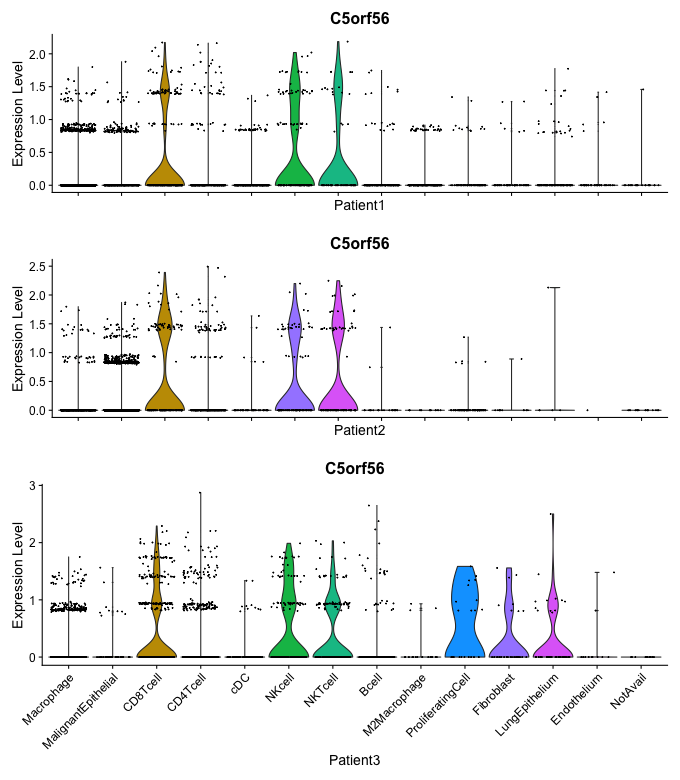 C5orf56
Expression Level
2.0
1.5
1.0
0.5
0.0
Patient1
C5orf56
Expression Level
2.5
2.0
1.5
1.0
0.5
0.0
Patient2
C5orf56
Expression Level
3
2
1
0
Macrophage
MalignantEpithelial
CD8Tcell
CD4Tcell
cDC
NKcell
NKTcell
Bcell
M2Macrophage
ProliferatingCell
Fibroblast
LungEpithelium
Endothelium
NotAvail
Patient3